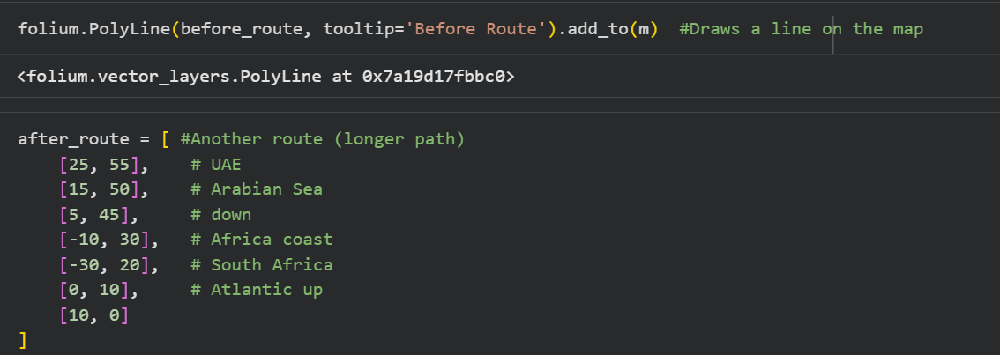 folium.PolyLine(before_route, tooltip='Before Route').add_to(m)  #Draws a line on the map
<folium.vector_layers.PolyLine at 0x7a19d17fbbc0>
after_route = [ #Another route (longer path)
    [25, 55],    # UAE
    [15, 50],    # Arabian Sea
    [5, 45],     # down
    [-10, 30],   # Africa coast
    [-30, 20],   # South Africa
    [0, 10],     # Atlantic up
    [10, 0]
]